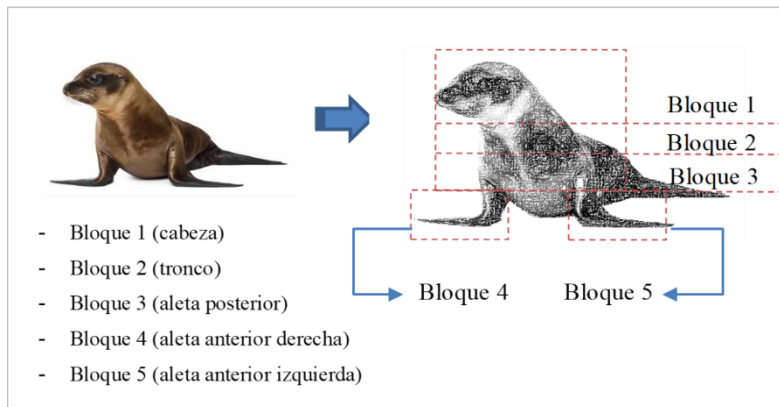 Bloque 1
Bloque 2
Bloque 3
- Bloque 1 (cabeza)
- Bloque 2 (tronco)
- Bloque 3 (aleta posterior)
- Bloque 4 (aleta anterior derecha)
- Bloque 5 (aleta anterior izquierda)
Bloque 4
Bloque 5